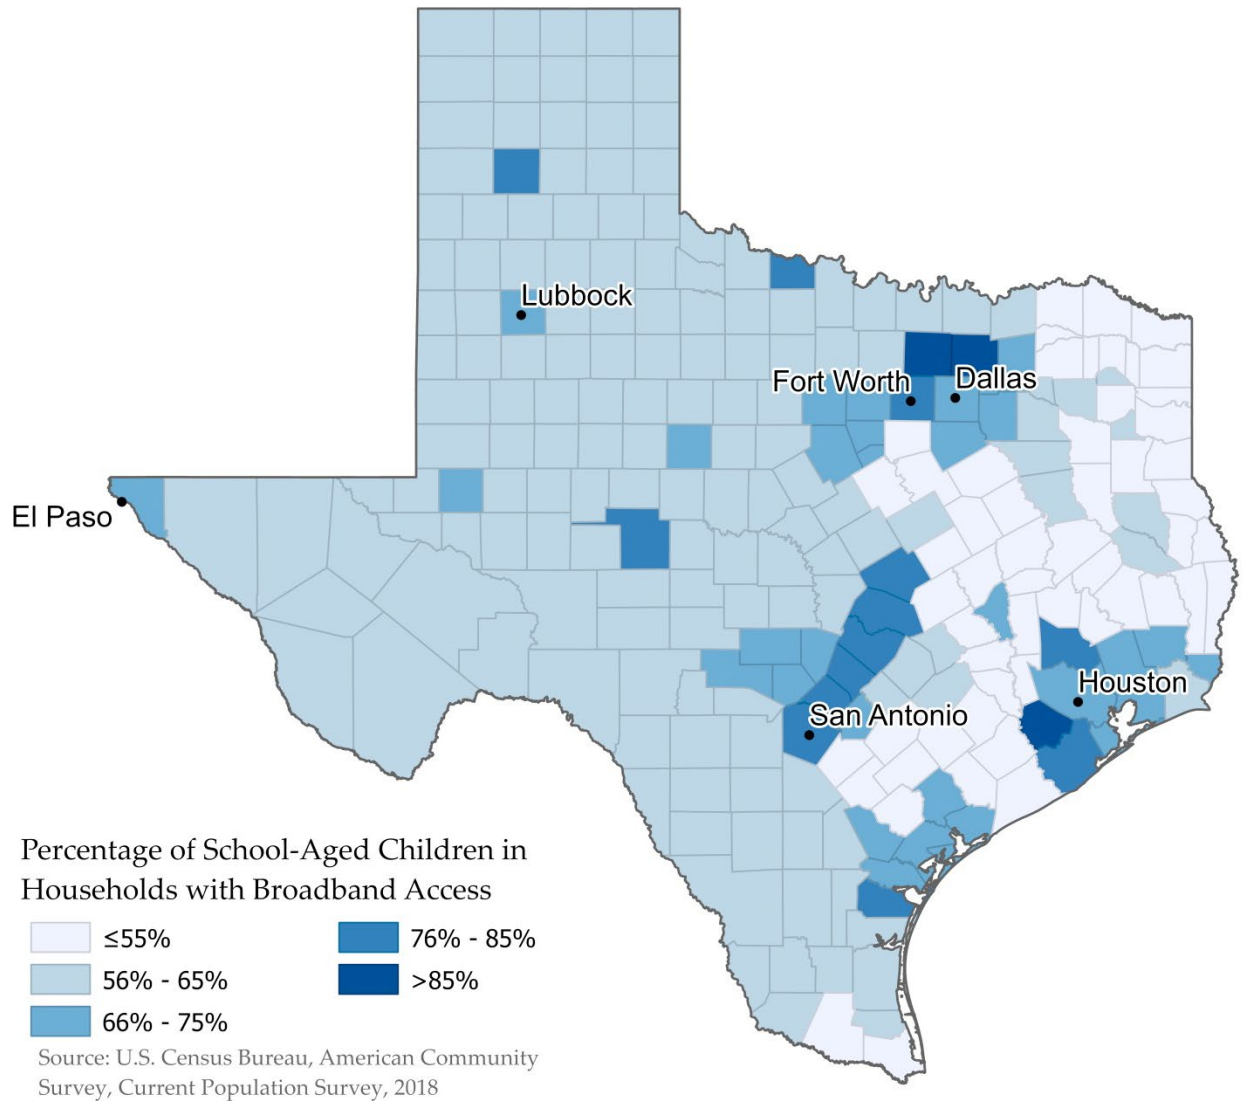 Lubbock
Fort Worth
Dallas
El Paso
Houston
San Antonio
Percentage of School-Aged Children in
Households with Broadband Access
≤55%
56% - 65%
66% - 75%
76% - 85%
>85%
Source: U.S. Census Bureau, American Community
Survey, Current Population Survey, 2018